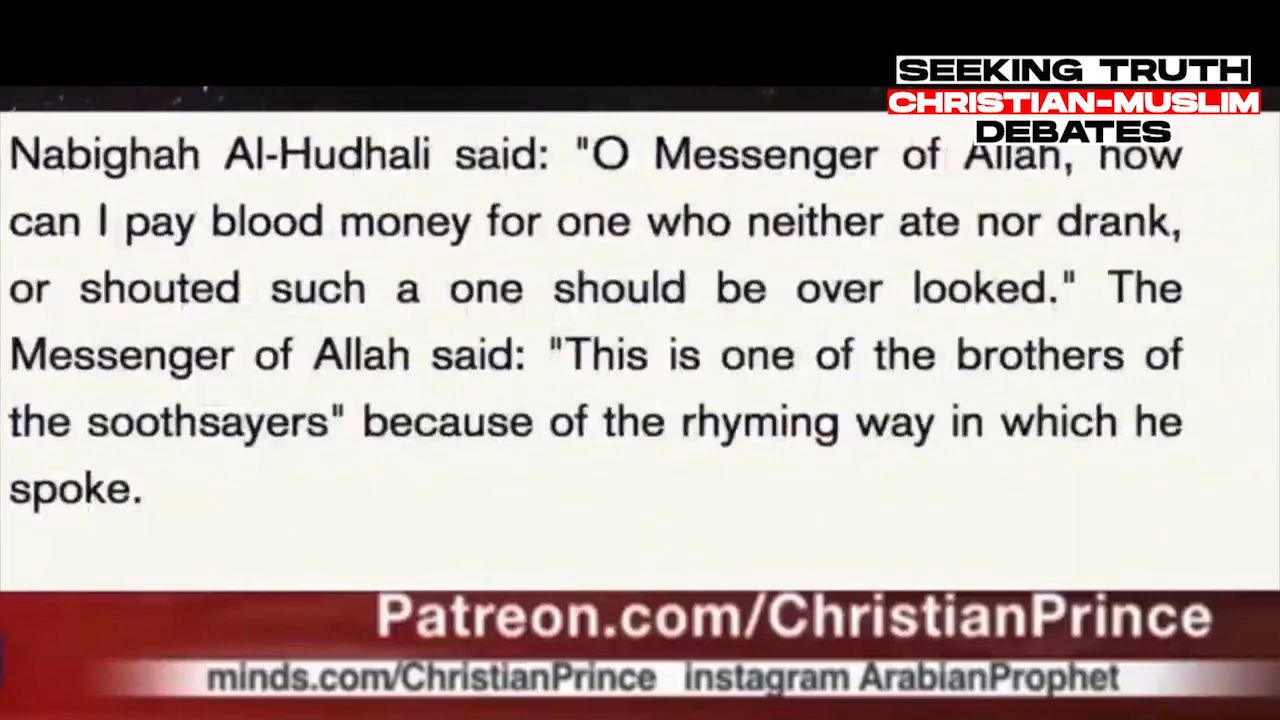 SEEKING TRUTH
CHRISTIAN-MUSLIM
DEBATES
Nabighah Al-Hudhali said: "O Messenger of Allah, how
can I pay blood money for one who neither ate nor drank,
or shouted such a one should be over looked." The
Messenger of Allah said: "This is one of the brothers of
the soothsayers" because of the rhyming way in which he
spoke.
Patreon.com/ChristianPrince
minds.com/ChristianPrince instagram ArabianProphet